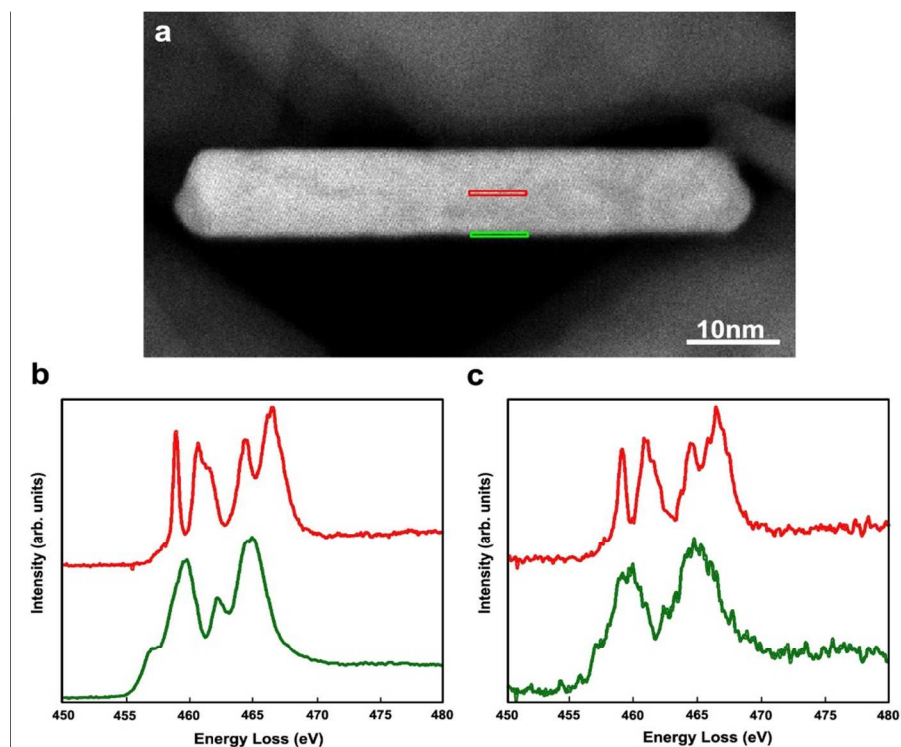 a
10nm
b
c
Intensity (arb. units)
450 455 460 465 470 475 480
Energy Loss (eV)
Intensity (arb. units)
450 455 460 465 470 475 480
Energy Loss (eV)